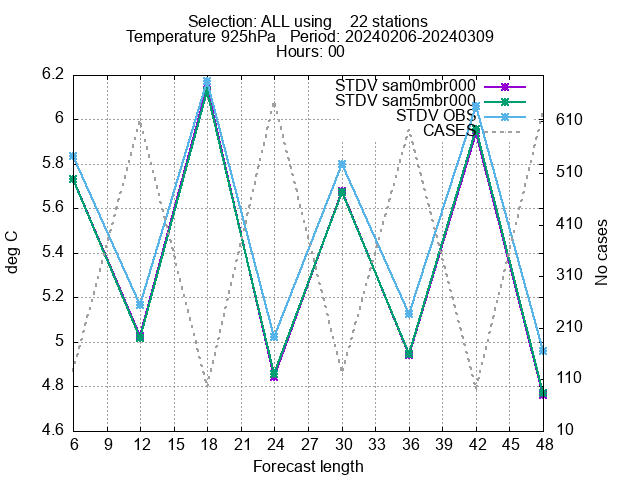 Selection: ALL using    22 stations
Temperature 925hPa   Period: 20240206-20240309
Hours: 00
STDV sam0mbr000
STDV sam5mbr000
STDV OBS
CASES
deg C
6.2
6
5.8
5.6
5.4
5.2
5
4.8
4.6
610
510
410
310
210
110
10
No cases
6 9 12 15 18 21 24 27 30 33 36 39 42 45 48
Forecast length